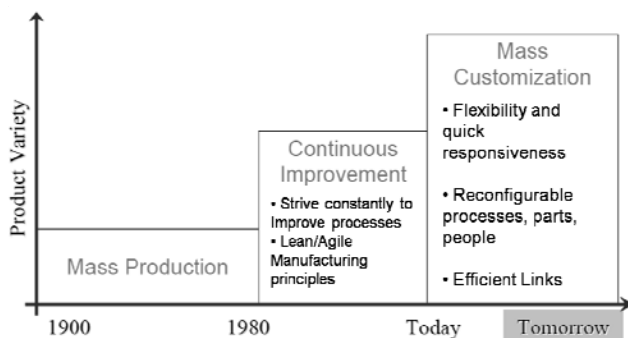 Product Variety
Mass Production
Continuous
Improvement
• Strive constantly to
Improve processes
• Lean/Agile
Manufacturing
principles
Mass
Customization
• Flexibility and
quick
responsiveness
• Reconfigurable
processes, parts,
people
• Efficient Links
1900
1980
Today
Tomorrow